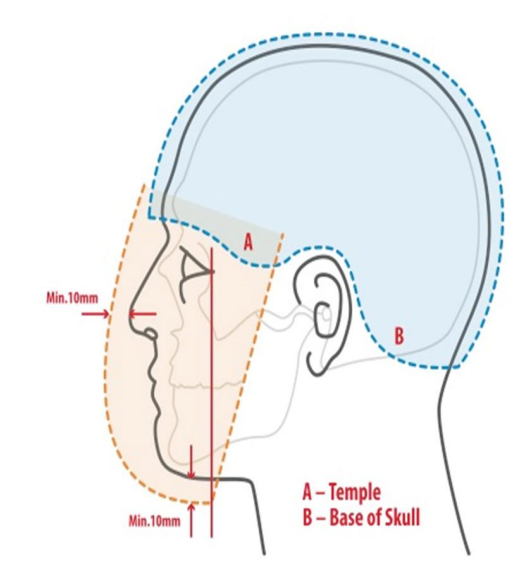 A
Min.10mm
B
A – Temple
B – Base of Skull
Min.10mm